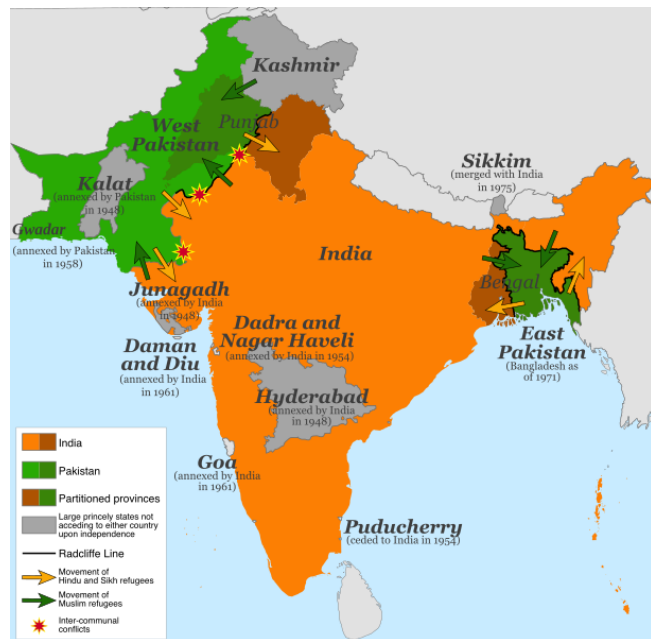 Kashmir
Punjab
West
Pakistan
Kalat
(annexed by Pakistan
in 1948)
Gwadar
(annexed by Pakistan
in 1958)
Sikkim
(merged with India
in 1975)
India
Bengal
Junagadh
(annexed by India
in 1948)
Dadra and
Nagar Haveli
(annexed by India in 1954)
Daman
and Diu
(annexed by India
in 1961)
East
Pakistan
(Bangladesh as
of 1971)
Hyderabad
(annexed by India
in 1948)
Goa
(annexed by India
in 1961)
Puducherry
(ceded to India in 1954)
India
Pakistan
Partitioned provinces
Large princely states not
acceding to either country
upon independence
Radcliffe Line
Movement of
Hindu and Sikh refugees
Movement of
Muslim refugees
Inter-communal
conflicts